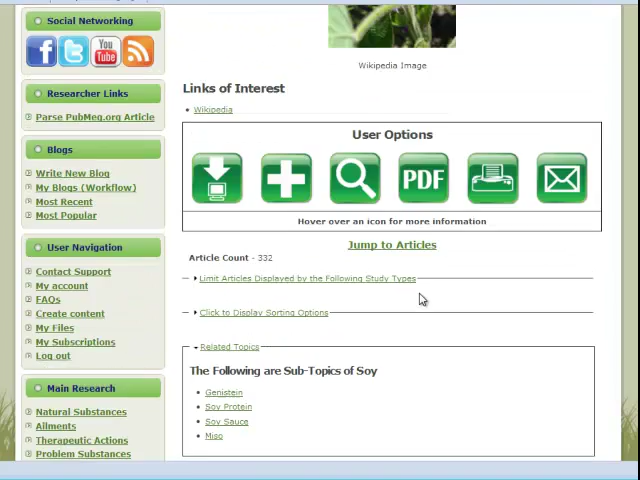 Social Networking
You
Tube
Researcher Links
Parse PubMeg.org Article
Blogs
Write New Blog
My Blogs (Workflow)
Most Recent
Most Popular
User Navigation
Contact Support
My account
FAQs
Create content
My Files
My Subscriptions
Log out
Main Research
Natural Substances
Ailments
Therapeutic Actions
Problem Substances
Wikipedia Image
Links of Interest
Wikipedia
User Options
PDF
Hover over an icon for more information
Jump to Articles
Article Count - 332
Limit Articles Displayed by the Following Study Types
Click to Display Sorting Options
Related Topics
The Following are Sub-Topics of Soy
Genistein
Soy Protein
Soy Sauce
Miso